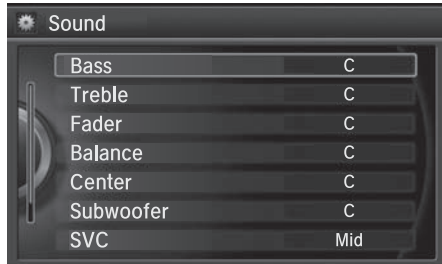 Sound
Bass C
Treble C
Fader C
Balance C
Center C
Subwoofer C
SVC Mid